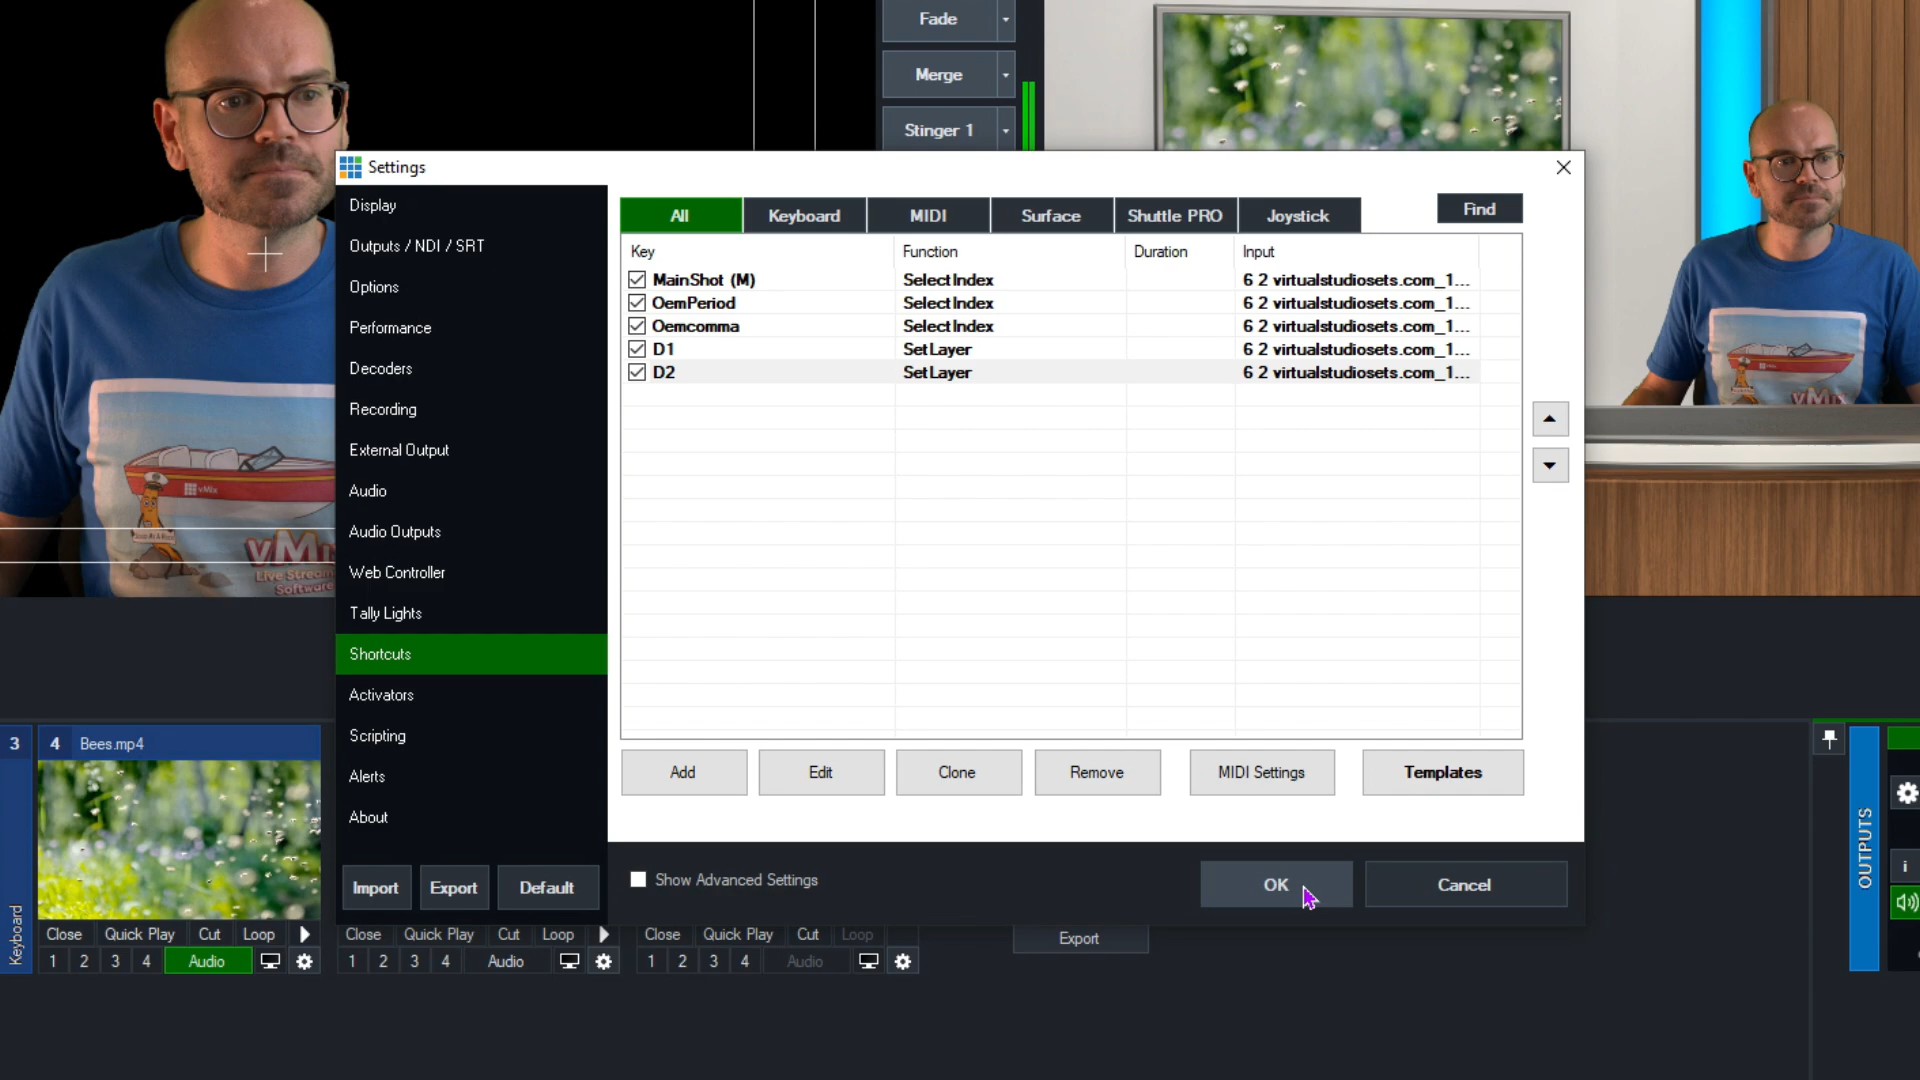 Fade
Merge
Stinger 1
Settings
Display
Outputs / NDI / SRT
Options
Performance
Decoders
Recording
External Output
Audio
Audio Outputs
Web Controller
Tally Lights
Shortcuts
Activators
Scripting
Alerts
About
Import
Export
Default
All
Keyboard
MIDI
Surface
Shuttle PRO
Joystick
Find
Key
Function
Duration
Input
MainShot (M) SelectIndex 6 2 virtualstudiosets.com_1...
OemPeriod SelectIndex 6 2 virtualstudiosets.com_1...
Oemcomma SelectIndex 6 2 virtualstudiosets.com_1...
D1 SetLayer 6 2 virtualstudiosets.com_1...
D2 SetLayer 6 2 virtualstudiosets.com_1...
Add
Edit
Clone
Remove
MIDI Settings
Templates
Show Advanced Settings
OK
Cancel
vMix
Live Stream
Software
vMix
3
Keyboard
4 Bees.mp4
Close Quick Play Cut Loop
1 2 3 4 Audio
Close Quick Play Cut Loop
1 2 3 4 Audio
Close Quick Play Cut Loop
1 2 3 4 Audio
Export
OUTPUTS
i